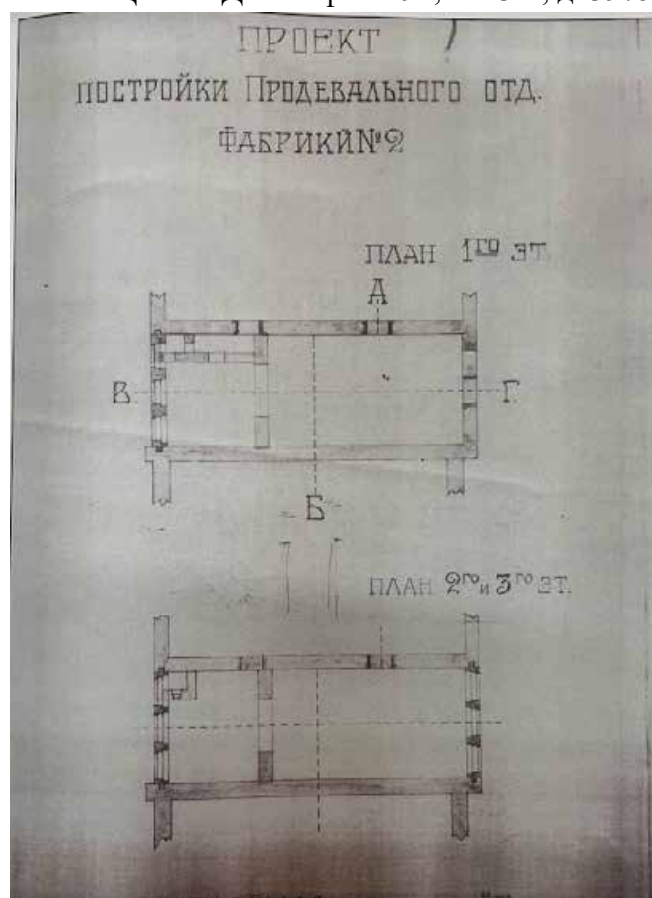 ПРОЕКТ
ПОСТРОЙКИ ПРОДЕВАЛЬНОГО ОТД.
ФАБРИКИ №2
ПЛАН 1ГО ЭТ.
А
В
Г
Б
ПЛАН 2ГО И 3ГО ЭТ.